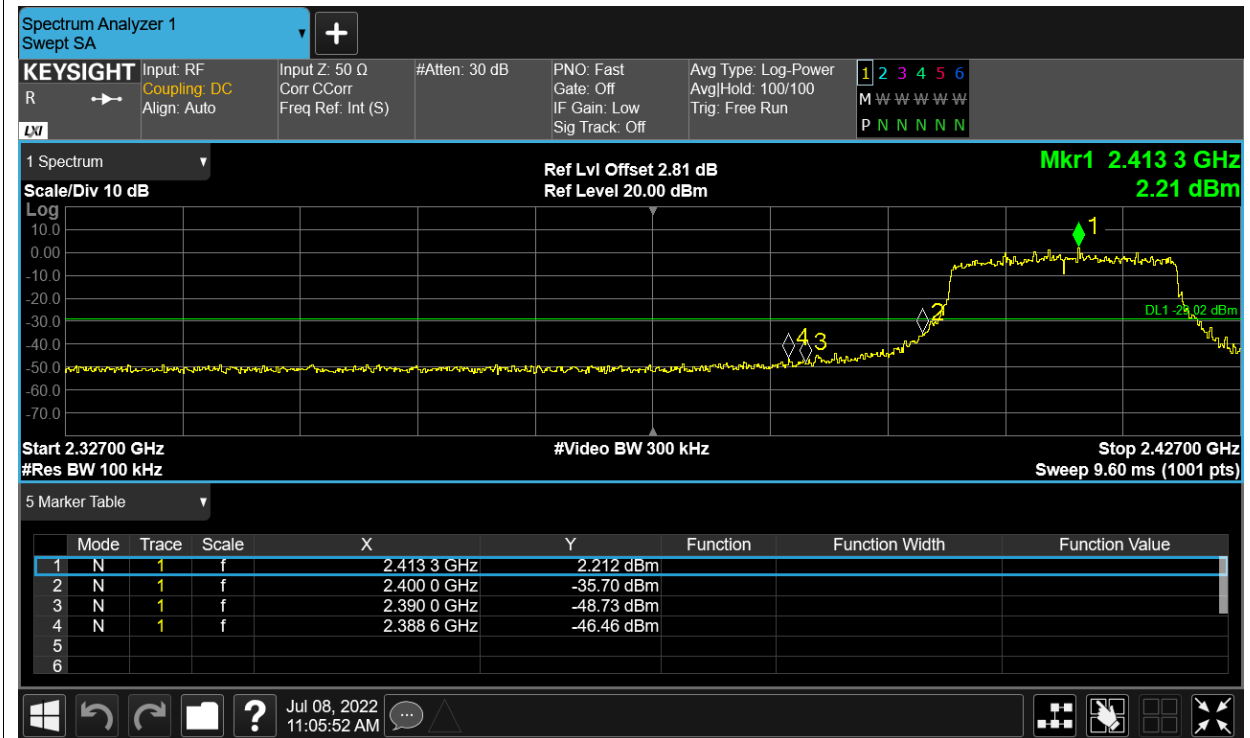 Spectrum Analyzer 1
Swept SA
KEYSIGHT Input: RF Input Z: 50 Ω #Atten: 30 dB PNO: Fast Avg Type: Log-Power 1 2 3 4 5 6
R Coupling: DC Corr CCorr Gate: Off Avg|Hold: 100/100 M W W W W W
Align: Auto Freq Ref: Int (S) IF Gain: Low Trig: Free Run
LXI Sig Track: Off P N N N N N N
1 Spectrum Ref Lvl Offset 2.81 dB Mkr1 2.413 3 GHz
Scale/Div 10 dB Ref Level 20.00 dBm 2.21 dBm
Log
10.0 1
0.00
-10.0
-20.0
DL1 -29.02 dBm
-30.0 2
-40.0 4 3
-50.0
-60.0
-70.0
Start 2.32700 GHz #Video BW 300 kHz Stop 2.42700 GHz
#Res BW 100 kHz Sweep 9.60 ms (1001 pts)
5 Marker Table
Mode Trace Scale X Y Function Function Width Function Value
1 N 1 f 2.413 3 GHz 2.212 dBm
2 N 1 f 2.400 0 GHz -35.70 dBm
3 N 1 f 2.390 0 GHz -48.73 dBm
4 N 1 f 2.388 6 GHz -46.46 dBm
5
6
? Jul 08, 2022
11:05:52 AM